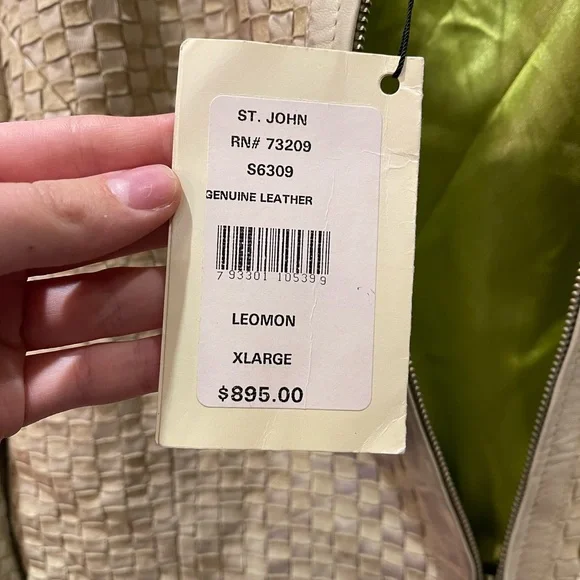 ST. JOHN
RN# 73209
S6309
GENUINE LEATHER
7 93301 10539 9
LEOMON
XLARGE
$895.00